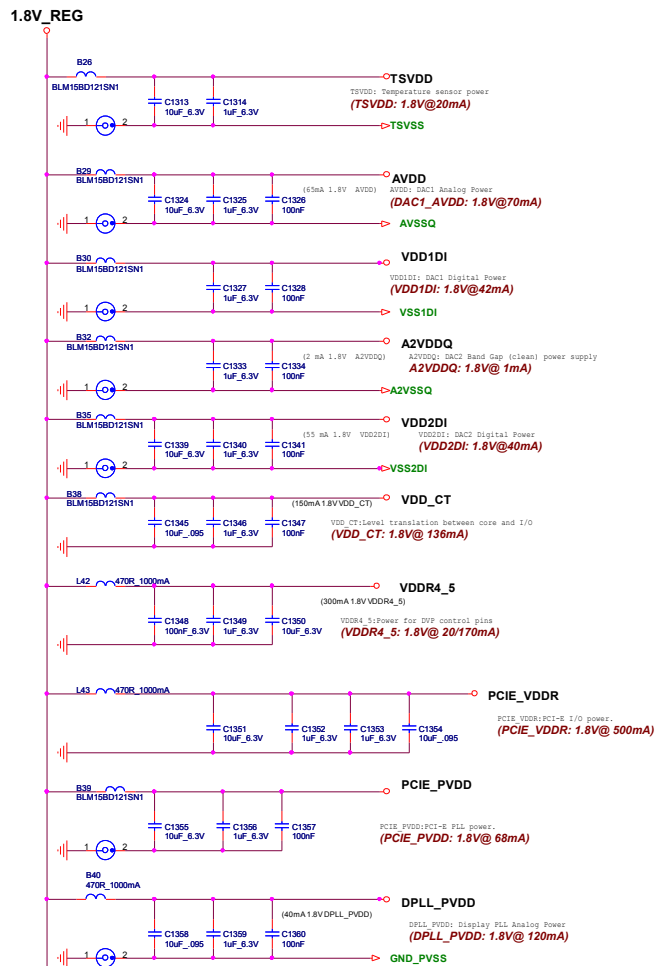 1.8V_REG
B26
BLM15BD121SN1
TSVDD
TSVDD: Temperature sensor power
(TSVDD: 1.8V@20mA)
C1313
10uF_6.3V
C1314
1uF_6.3V
1 2
TSVSS
B29
BLM15BD121SN1
AVDD
(65mA 1.8V AVDD) AVDD: DAC1 Analog Power
(DAC1_AVDD: 1.8V@70mA)
C1324
10uF_6.3V
C1325
1uF_6.3V
C1326
100nF
1 2
AVSSQ
B30
BLM15BD121SN1
VDD1DI
VDD1DI: DAC1 Digital Power
(VDD1DI: 1.8V@42mA)
C1327
1uF_6.3V
C1328
100nF
1 2
VSS1DI
B32
BLM15BD121SN1
A2VDDQ
(2 mA 1.8V A2VDDQ) A2VDDQ: DAC2 Band Gap (clean) power supply
A2VDDQ: 1.8V@ 1mA)
C1333
1uF_6.3V
C1334
100nF
1 2
A2VSSQ
B35
BLM15BD121SN1
VDD2DI
(55 mA 1.8V VDD2DI) VDD2DI: DAC2 Digital Power
(VDD2DI: 1.8V@40mA)
C1339
10uF_6.3V
C1340
1uF_6.3V
C1341
100nF
1 2
VSS2DI
B38
BLM15BD121SN1
(150mA 1.8V VDD_CT) VDD_CT
VDD_CT:Level translation between core and I/O
(VDD_CT: 1.8V@ 136mA)
C1345
10uF_.095
C1346
1uF_6.3V
C1347
100nF
L42 470R_1000mA
VDDR4_5
(300mA 1.8V VDDR4_5)
VDDR4_5:Power for DVP control pins
(VDDR4_5: 1.8V@ 20/170mA)
C1348
100nF_6.3V
C1349
1uF_6.3V
C1350
10uF_6.3V
L43 470R_1000mA
PCIE_VDDR
PCIE_VDDR:PCI-E I/O power.
(PCIE_VDDR: 1.8V@ 500mA)
C1351
10uF_6.3V
C1352
1uF_6.3V
C1353
1uF_6.3V
C1354
10uF_.095
B39
BLM15BD121SN1
PCIE_PVDD
PCIE_PVDD:PCI-E PLL power.
(PCIE_PVDD: 1.8V@ 68mA)
C1355
10uF_6.3V
C1356
1uF_6.3V
C1357
100nF
1 2
B40
470R_1000mA
DPLL_PVDD
(40mA 1.8V DPLL_PVDD)
DPLL_PVDD: Display PLL Analog Power
(DPLL_PVDD: 1.8V@ 120mA)
C1358
10uF_.095
C1359
1uF_6.3V
C1360
100nF
1 2
GND_PVSS